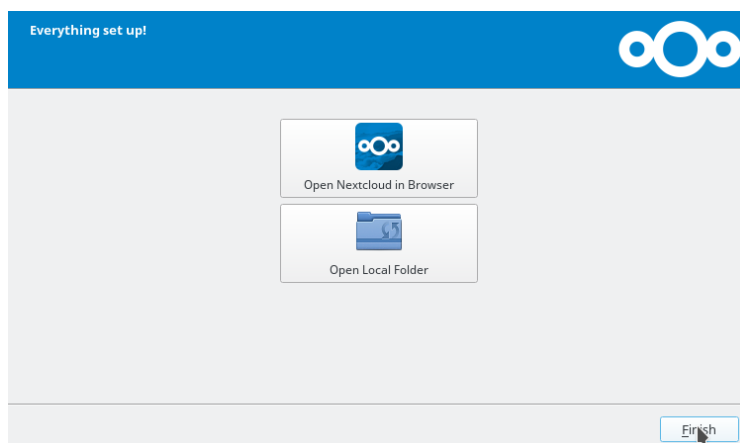 Everything set up!
Open Nextcloud in Browser
Open Local Folder
Finish